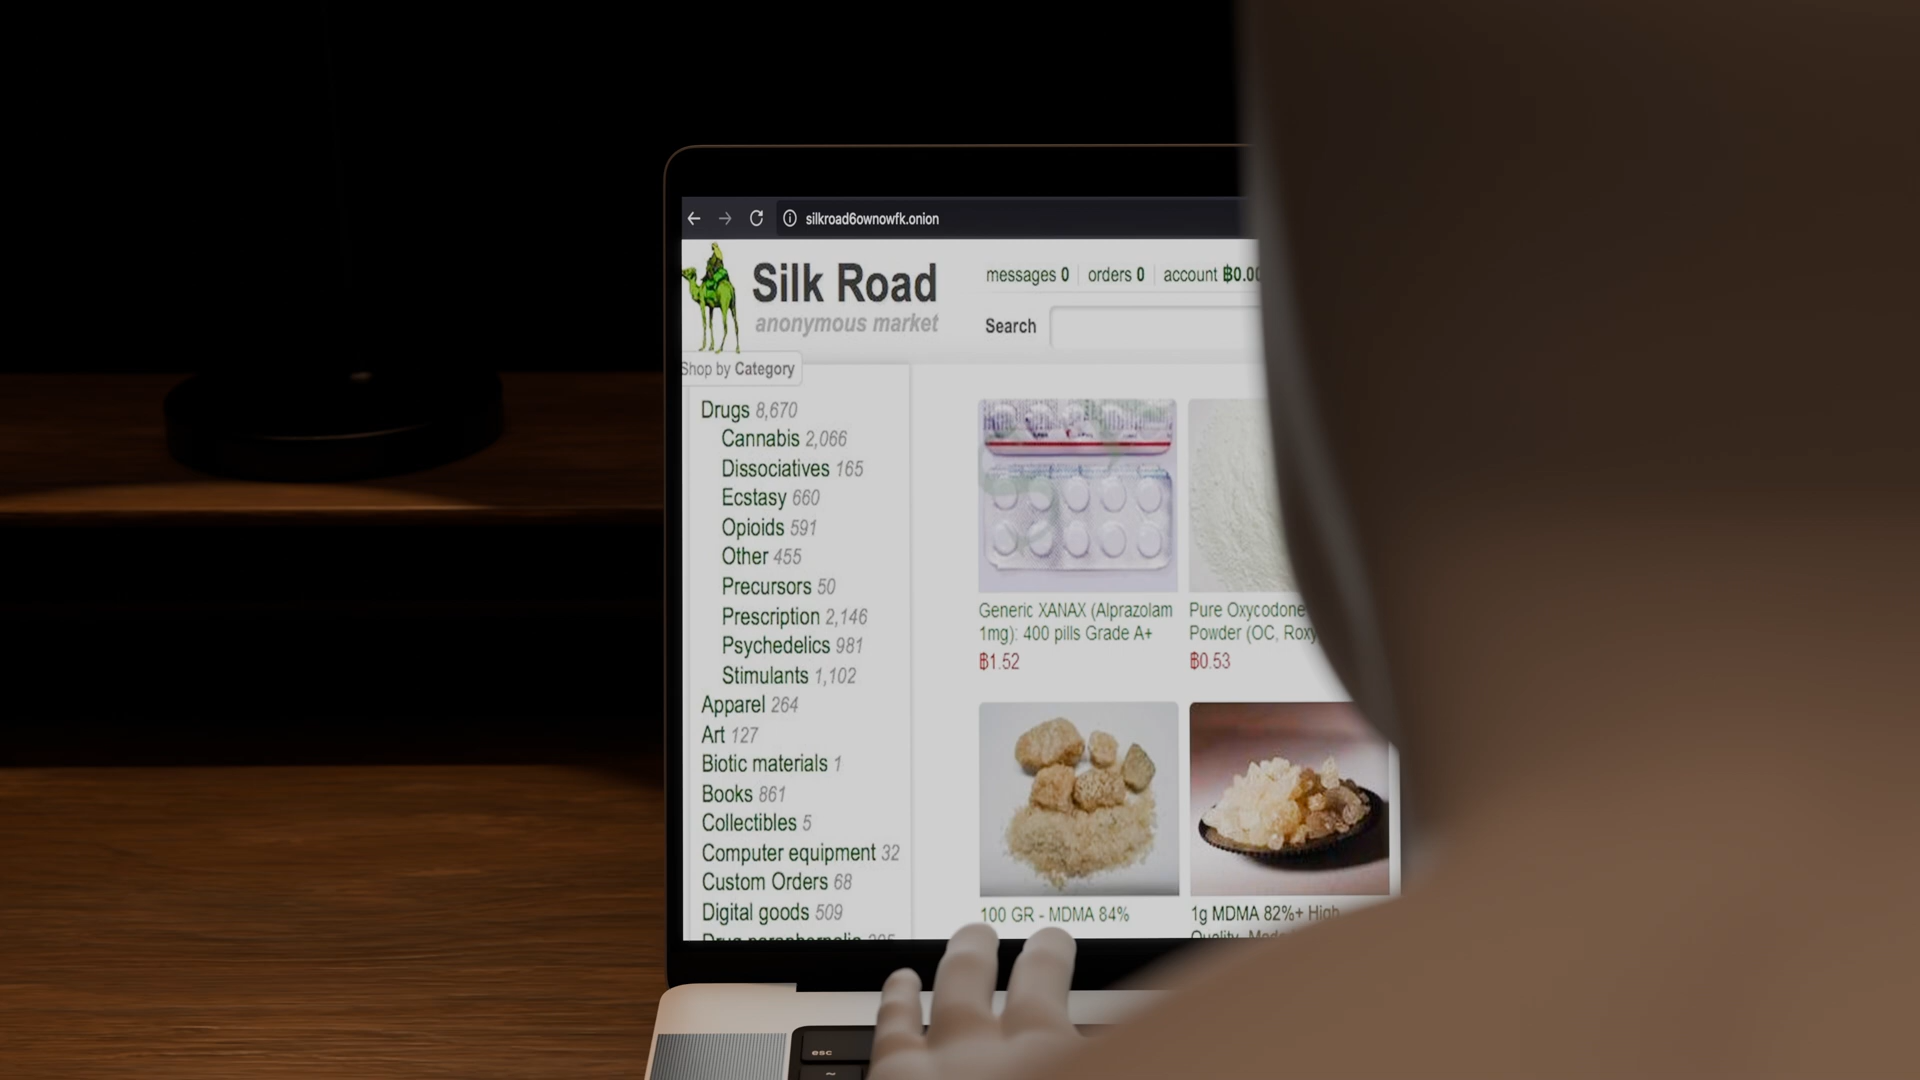 silkroad6ownowfk.onion
Silk Road
anonymous market
messages 0 orders 0 account ฿0.00
Search
Shop by Category
Drugs 8,670
Cannabis 2,066
Dissociatives 165
Ecstasy 660
Opioids 591
Other 455
Precursors 50
Prescription 2,146
Psychedelics 981
Stimulants 1,102
Apparel 264
Art 127
Biotic materials 1
Books 861
Collectibles 5
Computer equipment 32
Custom Orders 68
Digital goods 509
Generic XANAX (Alprazolam
1mg): 400 pills Grade A+
฿1.52
Pure Oxycodone
Powder (OC, Roxy
฿0.53
100 GR - MDMA 84%
1g MDMA 82%+ High
esc
~